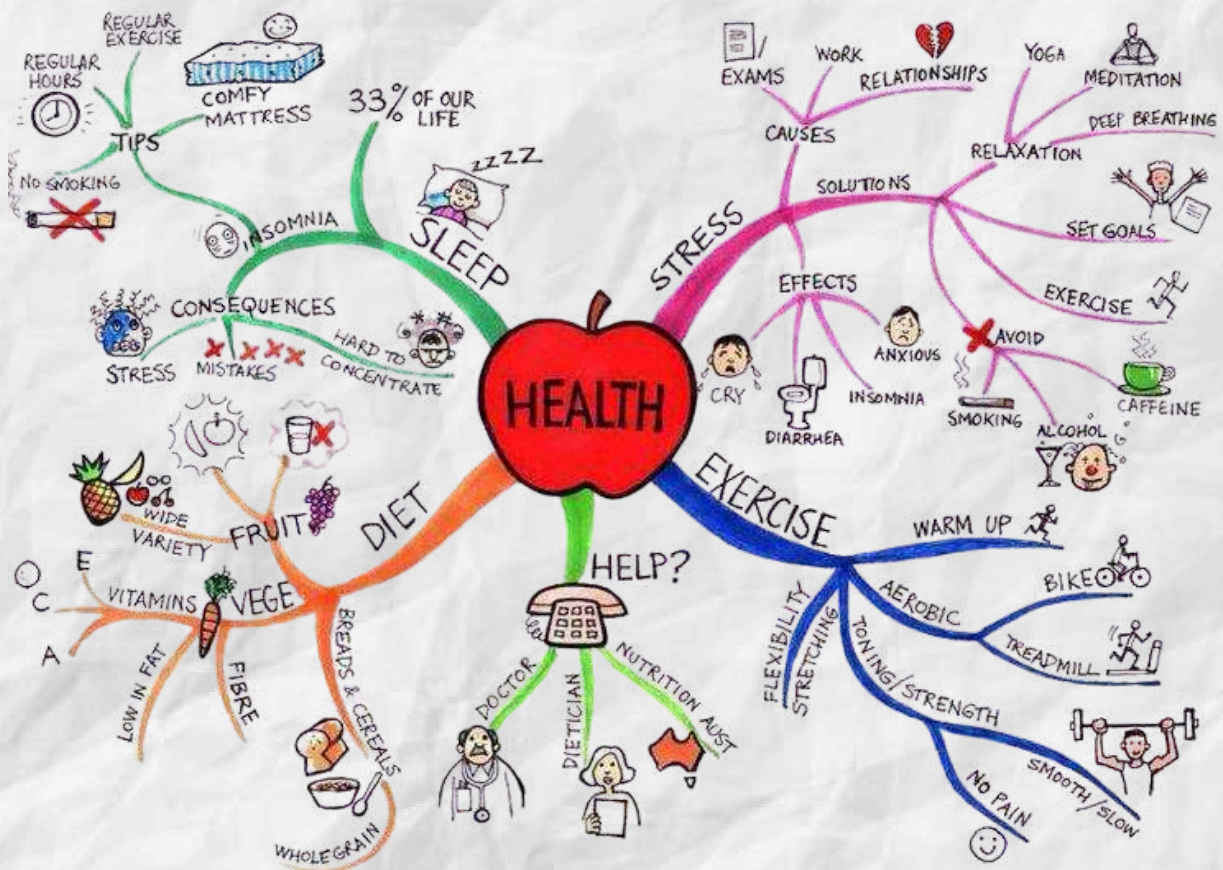 HEALTH
SLEEP
33% OF OUR
LIFE
ZZZZ
INSOMNIA
TIPS
REGULAR
HOURS
REGULAR
EXERCISE
COMFY
MATTRESS
NO SMOKING
CONSEQUENCES
STRESS
MISTAKES
HARD TO
CONCENTRATE
STRESS
CAUSES
EXAMS
WORK
RELATIONSHIPS
SOLUTIONS
RELAXATION
YOGA
MEDITATION
DEEP BREATHING
SET GOALS
EXERCISE
AVOID
SMOKING
ALCOHOL
CAFFEINE
EFFECTS
CRY
DIARRHEA
INSOMNIA
ANXIOUS
EXERCISE
WARM UP
AEROBIC
BIKE
TREADMILL
TONING/STRENGTH
SMOOTH/SLOW
NO PAIN
FLEXIBILITY
STRETCHING
HELP?
DOCTOR
DIETICIAN
NUTRITION AUST
DIET
FRUIT
WIDE
VARIETY
VEGE
VITAMINS
E
C
A
LOW IN FAT
FIBRE
BREADS & CEREALS
WHOLEGRAIN